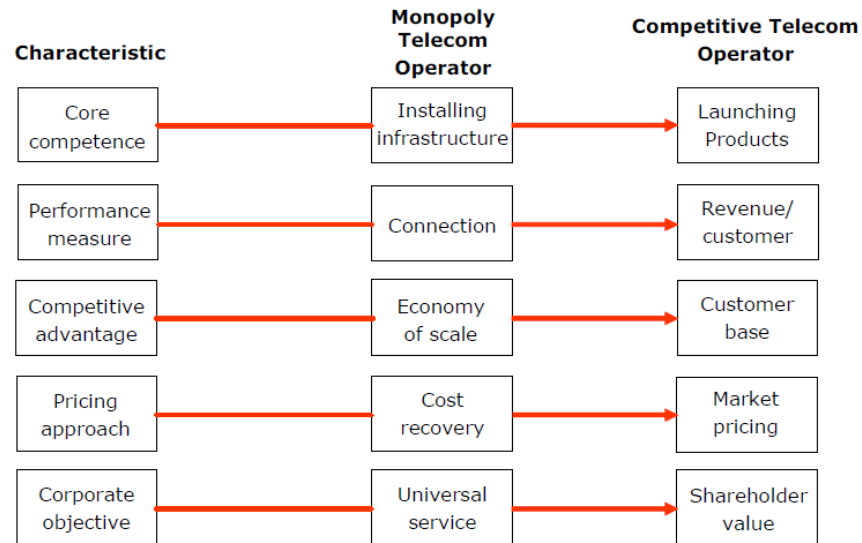 Characteristic
Monopoly
Telecom
Operator
Competitive Telecom
Operator
Core
competence
Installing
infrastructure
Launching
Products
Performance
measure
Connection
Revenue/
customer
Competitive
advantage
Economy
of scale
Customer
base
Pricing
approach
Cost
recovery
Market
pricing
Corporate
objective
Universal
service
Shareholder
value